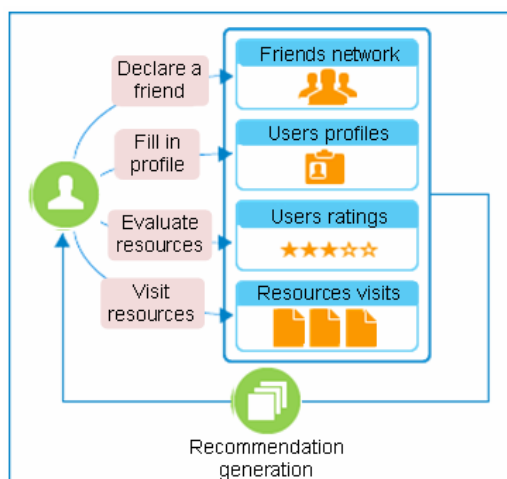 Declare a
friend
Friends network
Fill in
profile
Users profiles
Evaluate
resources
Users ratings
Visit
resources
Resources visits
Recommendation
generation